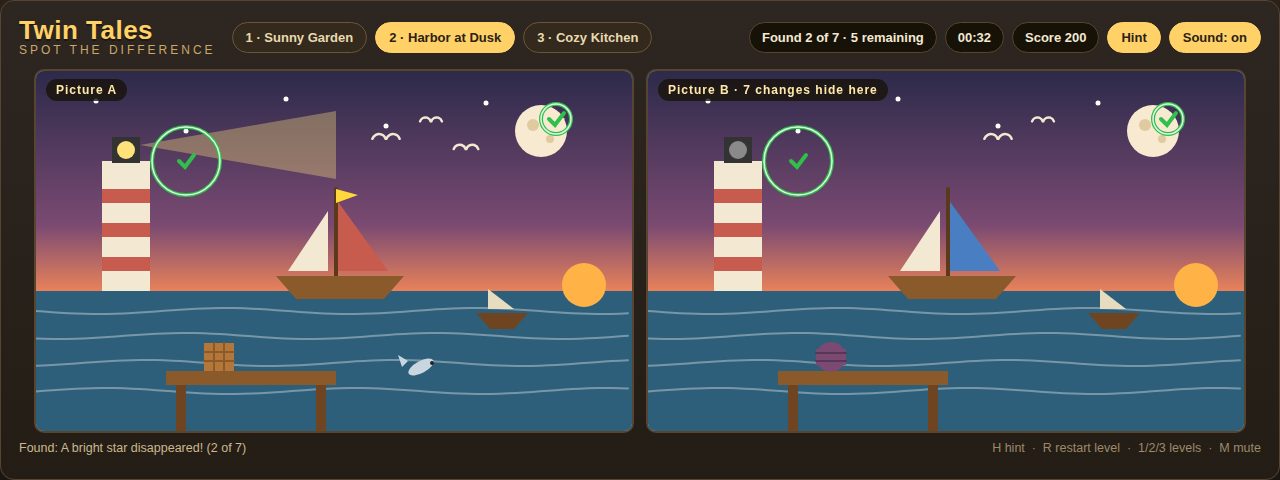 Twin Tales
SPOT THE DIFFERENCE
1 · Sunny Garden
2 · Harbor at Dusk
3 · Cozy Kitchen
Found 2 of 7 · 5 remaining
00:32
Score 200
Hint
Sound: on
Picture A
Picture B · 7 changes hide here
Found: A bright star disappeared! (2 of 7)
H hint · R restart level · 1/2/3 levels · M mute